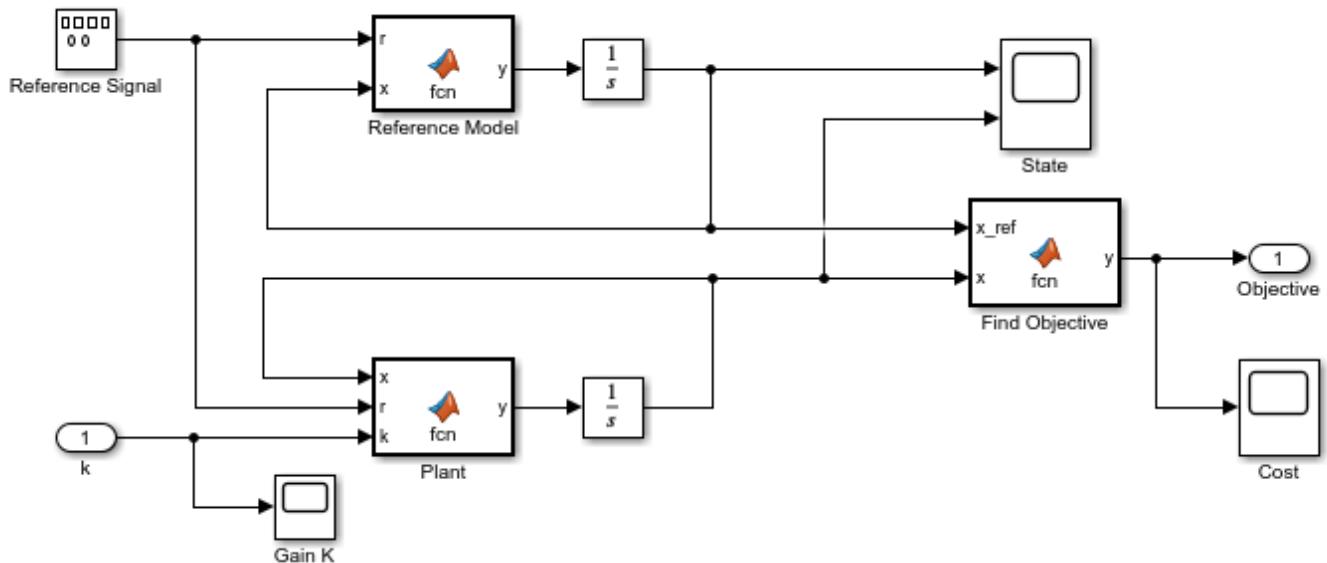 Reference Signal
r
x
fcn
y
Reference Model
1
s
State
x_ref
x
fcn
y
Find Objective
1
Objective
x
r
k
fcn
y
Plant
1
s
1
k
Gain K
Cost